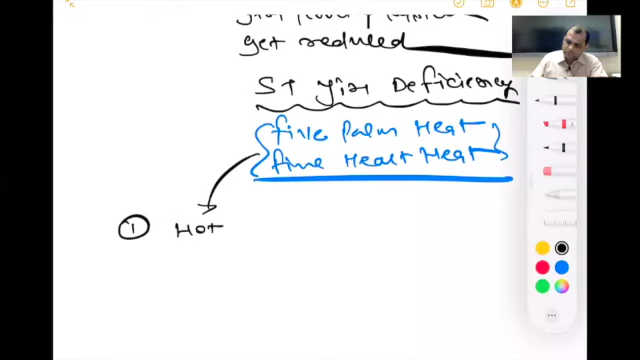 get reduced
ST Yin Deficiency
five Palm Heat
five Heart Heat
① Hot